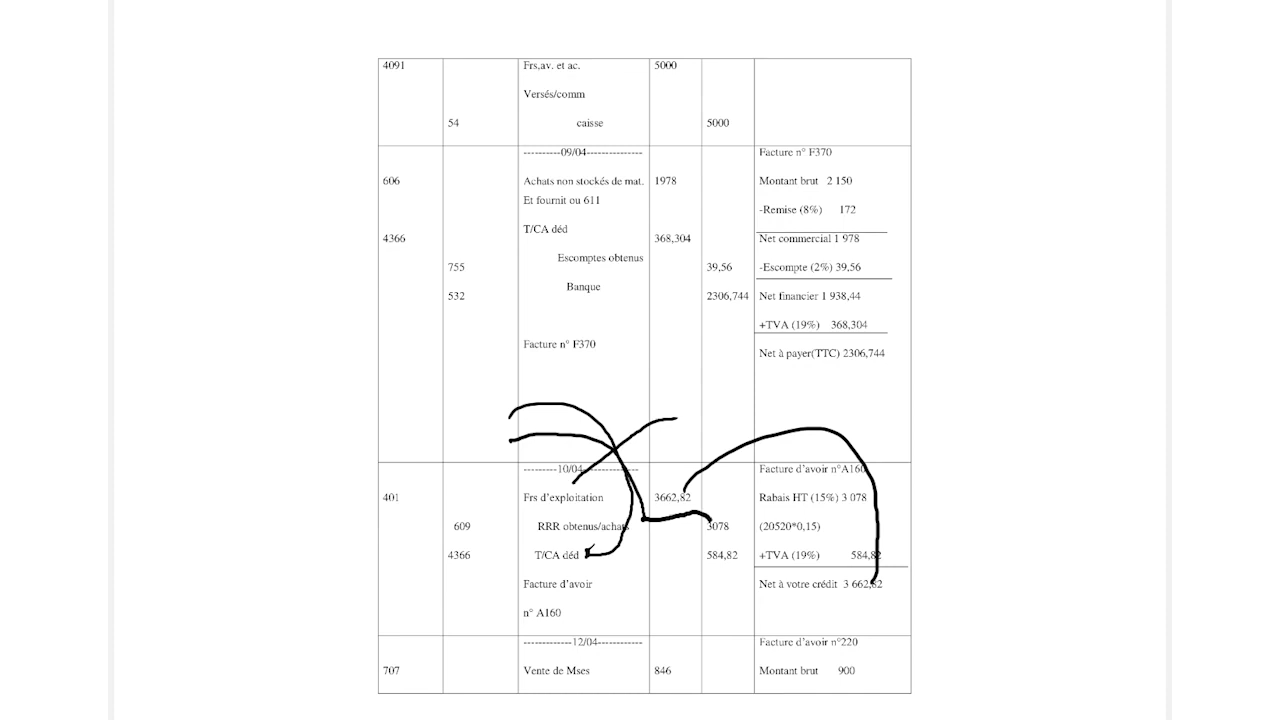 4091 Frs,av. et ac. 5000
Versés/comm
54 caisse 5000
----------09/04--------------- Facture n° F370
606 Achats non stockés de mat. 1978 Montant brut 2 150
Et fournit ou 611
-Remise (8%) 172
T/CA déd
4366 368,304 Net commercial 1 978
Escomptes obtenus
755 39,56 -Escompte (2%) 39,56
Banque
532 2306,744 Net financier 1 938,44
+TVA (19%) 368,304
Facture n° F370
Net à payer(TTC) 2306,744
---------10/04-------------- Facture d'avoir n°A160
401 Frs d'exploitation 3662,82 Rabais HT (15%) 3 078
609 RRR obtenus/achats 3078 (20520*0,15)
4366 T/CA déd 584,82 +TVA (19%) 584,82
Facture d'avoir Net à votre crédit 3 662,82
n° A160
-------------12/04------------ Facture d'avoir n°220
707 Vente de Mses 846 Montant brut 900